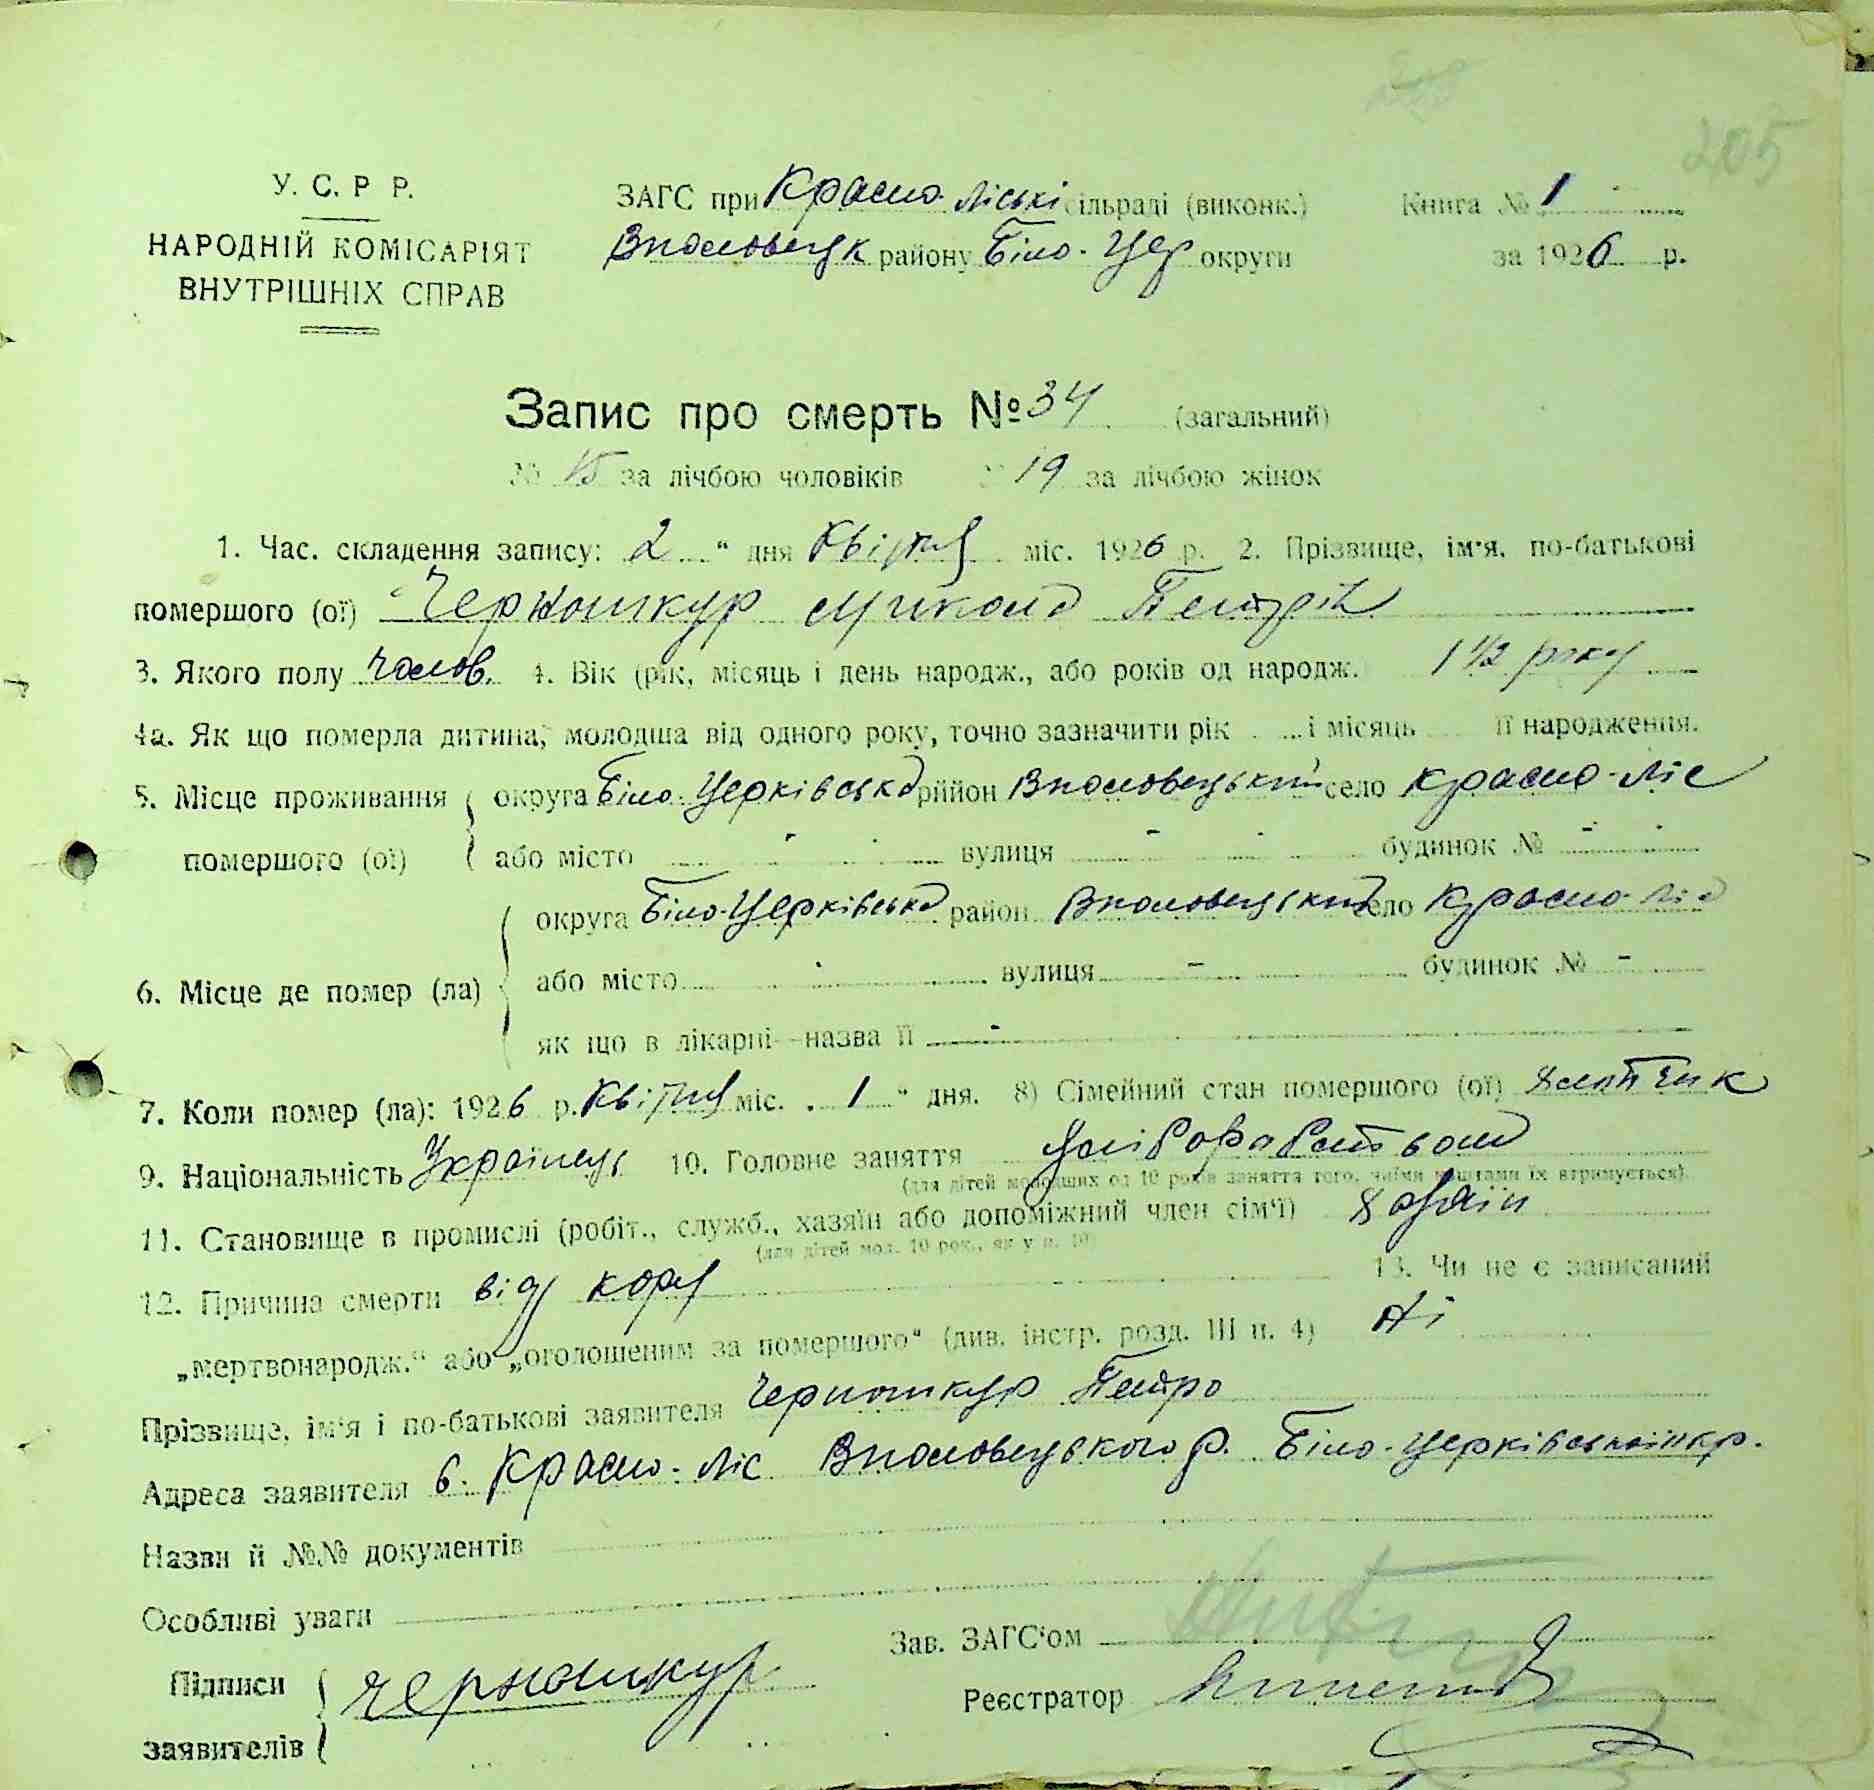 205
У. С. Р Р.
НАРОДНІЙ КОМІСАРІЯТ
ВНУТРІШНІХ СПРАВ
ЗАГС при Красно-Ліські сільраді (виконк.)
Книга № 1
району Біло-Цер округи
за 1926 р.
Запис про смерть № 34 (загальний)
№ 15 за лічбою чоловіків № 19 за лічбою жінок
1. Час. складення запису: 2 " дня Квітня міс. 1926 р. 2. Прізвище, ім'я, по-батькові
помершого (ої) Черношкур Микола Петрів
3. Якого полу Чолов. 4. Вік (рік, місяць і день народж., або років од народж. 1 1/2 року
4а. Як що померла дитина, молодша від одного року, точно зазначити рік і місяць її народження.
5. Місце проживання помершого (ої)
округа Біло-Церківська рййон село Красно-Ліс
або місто - вулиця - будинок № -
6. Місце де помер (ла)
округа Біло-Церківська район село Красно-Ліс
або місто - вулиця - будинок № -
як що в лікарні—назва її -
7. Коли помер (ла): 1926 р. Квітня міс. „ 1 " дня. 8) Сімейний стан помершого (ої)
9. Національність Українець 10. Головне заняття
(для дітей молодших од 10 років заняття того, чиїми коштами їх втримується).
11. Становище в промислі (робіт., служб., хазяїн або допоміжний член сім'ї) хазяїн
(для дітей мол. 10 рок., як у п. 10)
12. Причина смерти від кору 13. Чи не є записаний
„мертвонародж.“ або „оголошеним за помершого“ (див. інстр. розд. III п. 4) Ні
Прізвище, ім'я і по-батькові заявителя Черношкур Петро
Адреса заявителя с. Красно-Ліс
Назви й №№ документів
Особливі уваги
Зав. ЗАГС'ом
Підписи заявителів Черношкур
Реєстратор